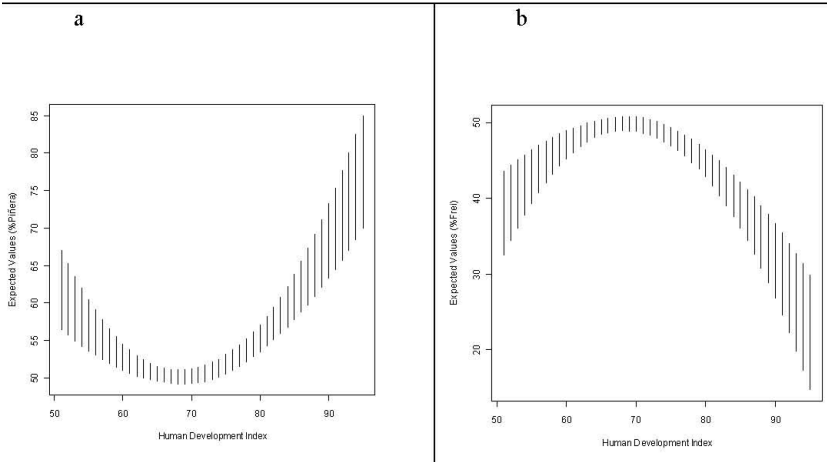 a
85
80
75
70
65
60
55
50
Expected Values (%Piñera)
50 60 70 80 90
Human Development Index
b
50
40
30
20
Expected Values (%Frei)
50 60 70 80 90
Human Development Index